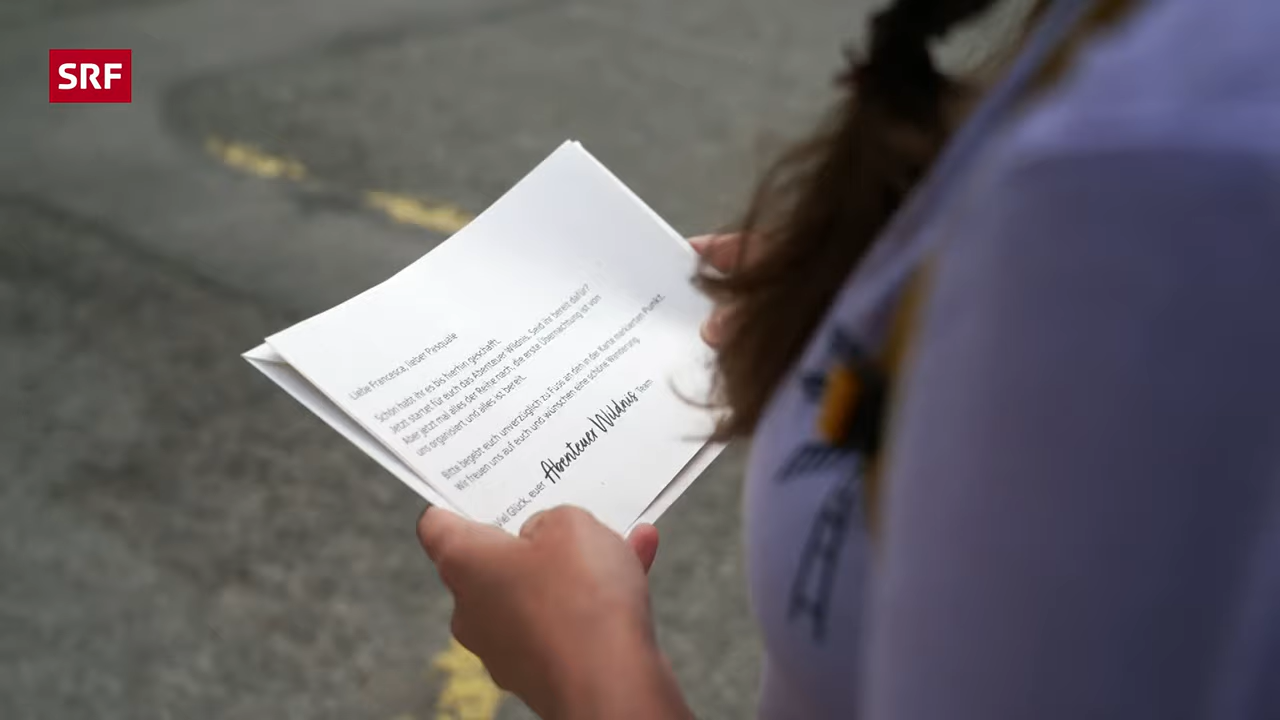 SRF
Liebe Francesca, lieber Pasquale
Schön habt ihr es bis hierhin geschafft.
Jetzt startet für euch das Abenteuer Wildnis. Seid ihr bereit dafür?
Aber jetzt mal alles der Reihe nach, die erste Übernachtung ist von
uns organisiert und alles ist bereit.
Bitte begebt euch unverzüglich zu Fuss an den in der Karte markierten Punkt.
Wir freuen uns auf euch und wünschen eine schöne Wanderung.
Viel Glück, euer Abenteuer Wildnis Team